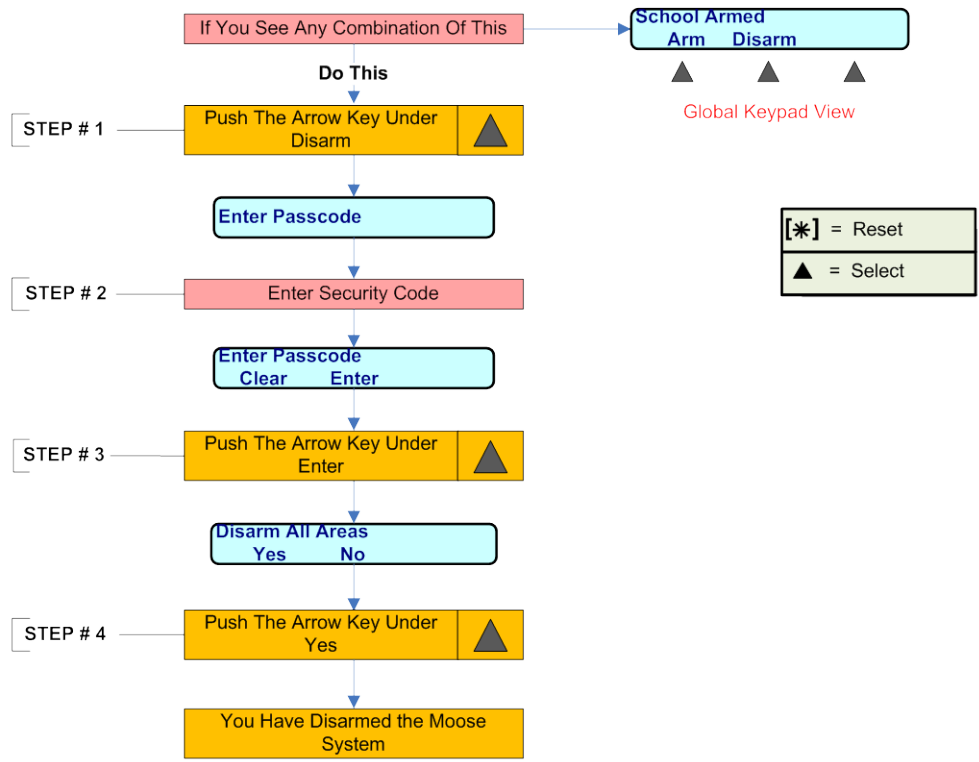 If You See Any Combination Of This
School Armed
Arm Disarm
Do This
Global Keypad View
STEP # 1
Push The Arrow Key Under
Disarm
Enter Passcode
[✳] = Reset
▲ = Select
STEP # 2
Enter Security Code
Enter Passcode
Clear Enter
STEP # 3
Push The Arrow Key Under
Enter
Disarm All Areas
Yes No
STEP # 4
Push The Arrow Key Under
Yes
You Have Disarmed the Moose
System